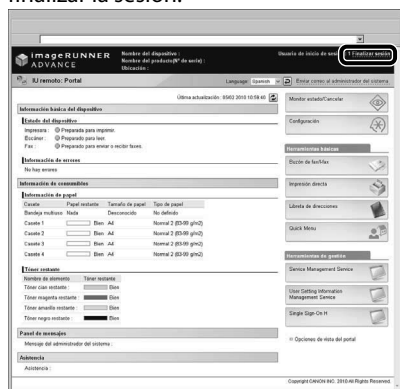 finalizar la sesión.
imageRUNNER
ADVANCE
Nombre del dispositivo :
Nombre del producto(Nº de serie) :
Ubicación :
Usuario de inicio de ses
Finalizar sesión
IU remoto: Portal
Language: Spanish
Enviar correo al administrador del sistema
Última actualización : 05/02 2010 10:59:40
Información básica del dispositivo
Estado del dispositivo
Impresora : Preparado para imprimir.
Escáner : Preparado para leer.
Fax : Preparado para enviar o recibir faxes.
Información de errores
No hay errores.
Información de consumibles
Información de papel
Casete Papel restante Tamaño de papel Tipo de papel
Bandeja multiuso Nada Desconocido No definido
Casete 1 Bien A4 Normal 2 (83-99 g/m2)
Casete 2 Bien A4 Normal 2 (83-99 g/m2)
Casete 3 Bien A4 Normal 2 (83-99 g/m2)
Casete 4 Bien A4 Normal 2 (83-99 g/m2)
Tóner restante
Nombre de elemento Tóner restante
Tóner cian restante : Bien
Tóner magenta restante : Bien
Tóner amarillo restante : Bien
Tóner negro restante : Bien
Panel de mensajes
Mensaje del administrador del sistema :
Asistencia
Asistencia :
Monitor estado/Cancelar
Configuración
Herramientas básicas
Buzón de fax/I-fax
Impresión directa
Libreta de direcciones
Quick Menu
Herramientas de gestión
Service Management Service
User Setting Information
Management Service
Single Sign-On H
Opciones de vista del portal
Copyright CANON INC. 2010 All Rights Reserved